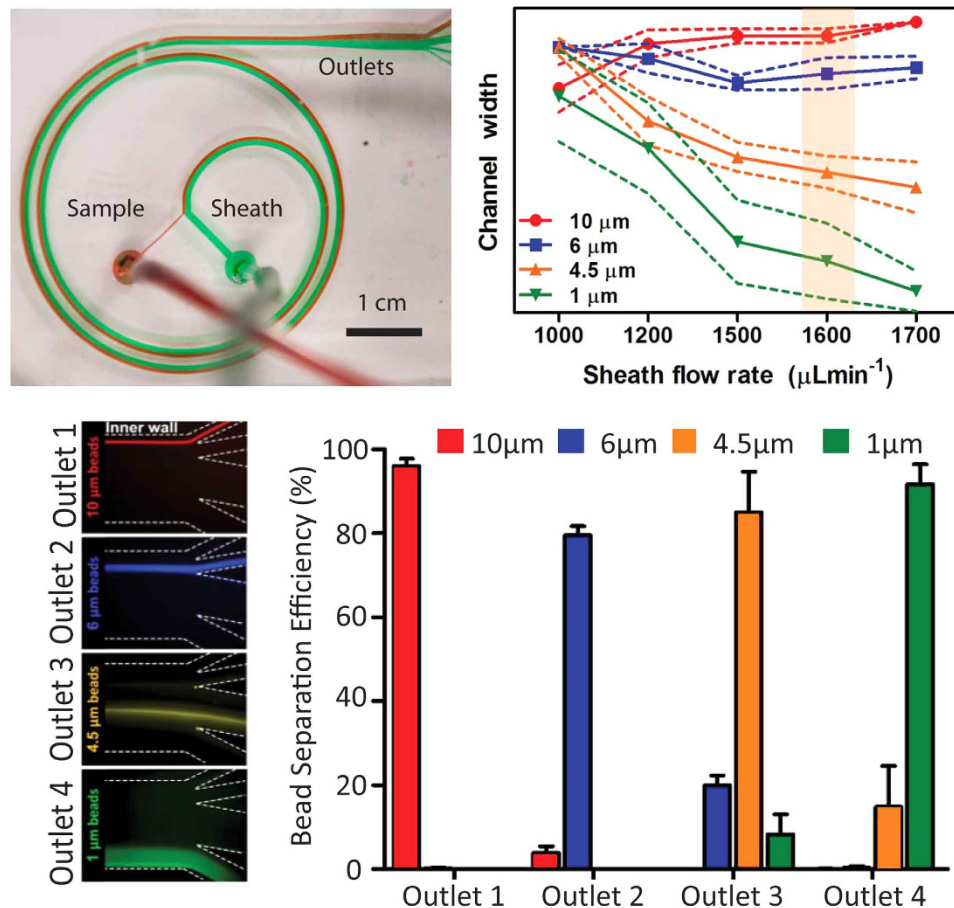 Outlets
Sample
Sheath
1 cm
Channel width
10 μm
6 μm
4.5 μm
1 μm
1000 1200 1500 1600 1700
Sheath flow rate (μLmin⁻¹)
Outlet 1
10 μm beads
Inner wall
Outlet 2
6 μm beads
Outlet 3
4.5 μm beads
Outlet 4
1 μm beads
10μm 6μm 4.5μm 1μm
Bead Separation Efficiency (%)
100
80
60
40
20
0
Outlet 1 Outlet 2 Outlet 3 Outlet 4